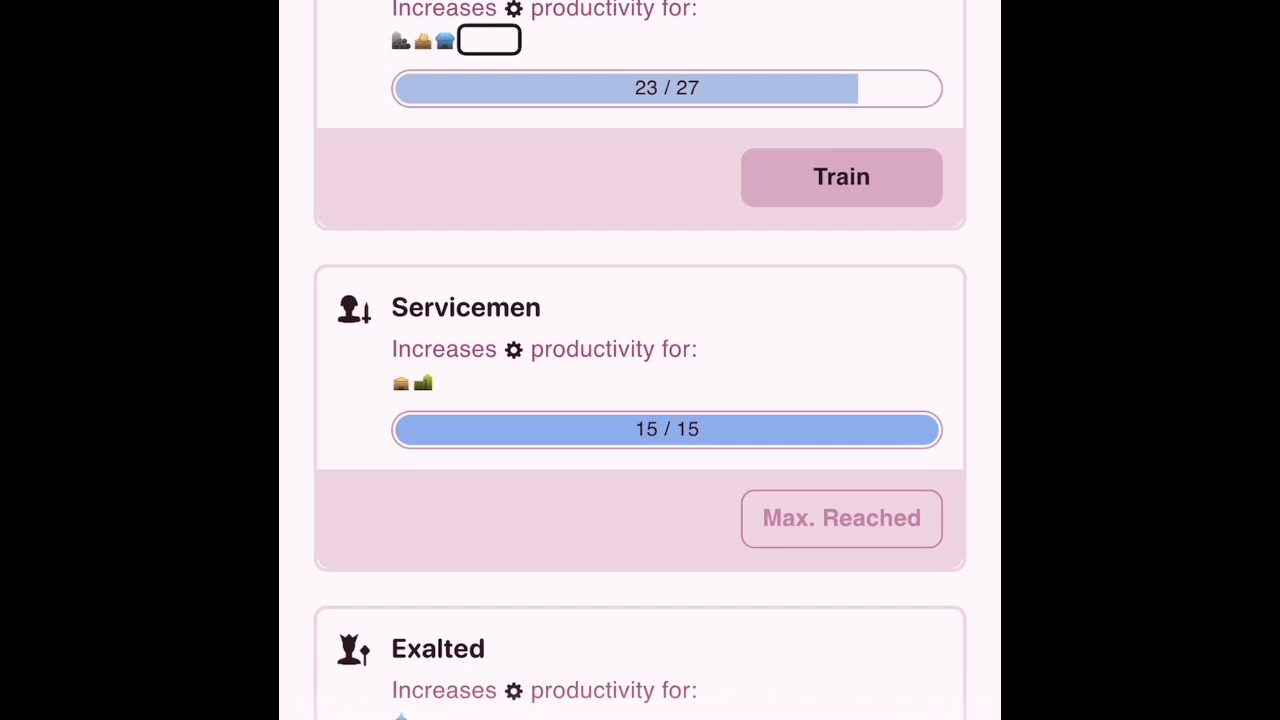 Increases productivity for:
23 / 27
Train
Servicemen
Increases productivity for:
15 / 15
Max. Reached
Exalted
Increases productivity for: